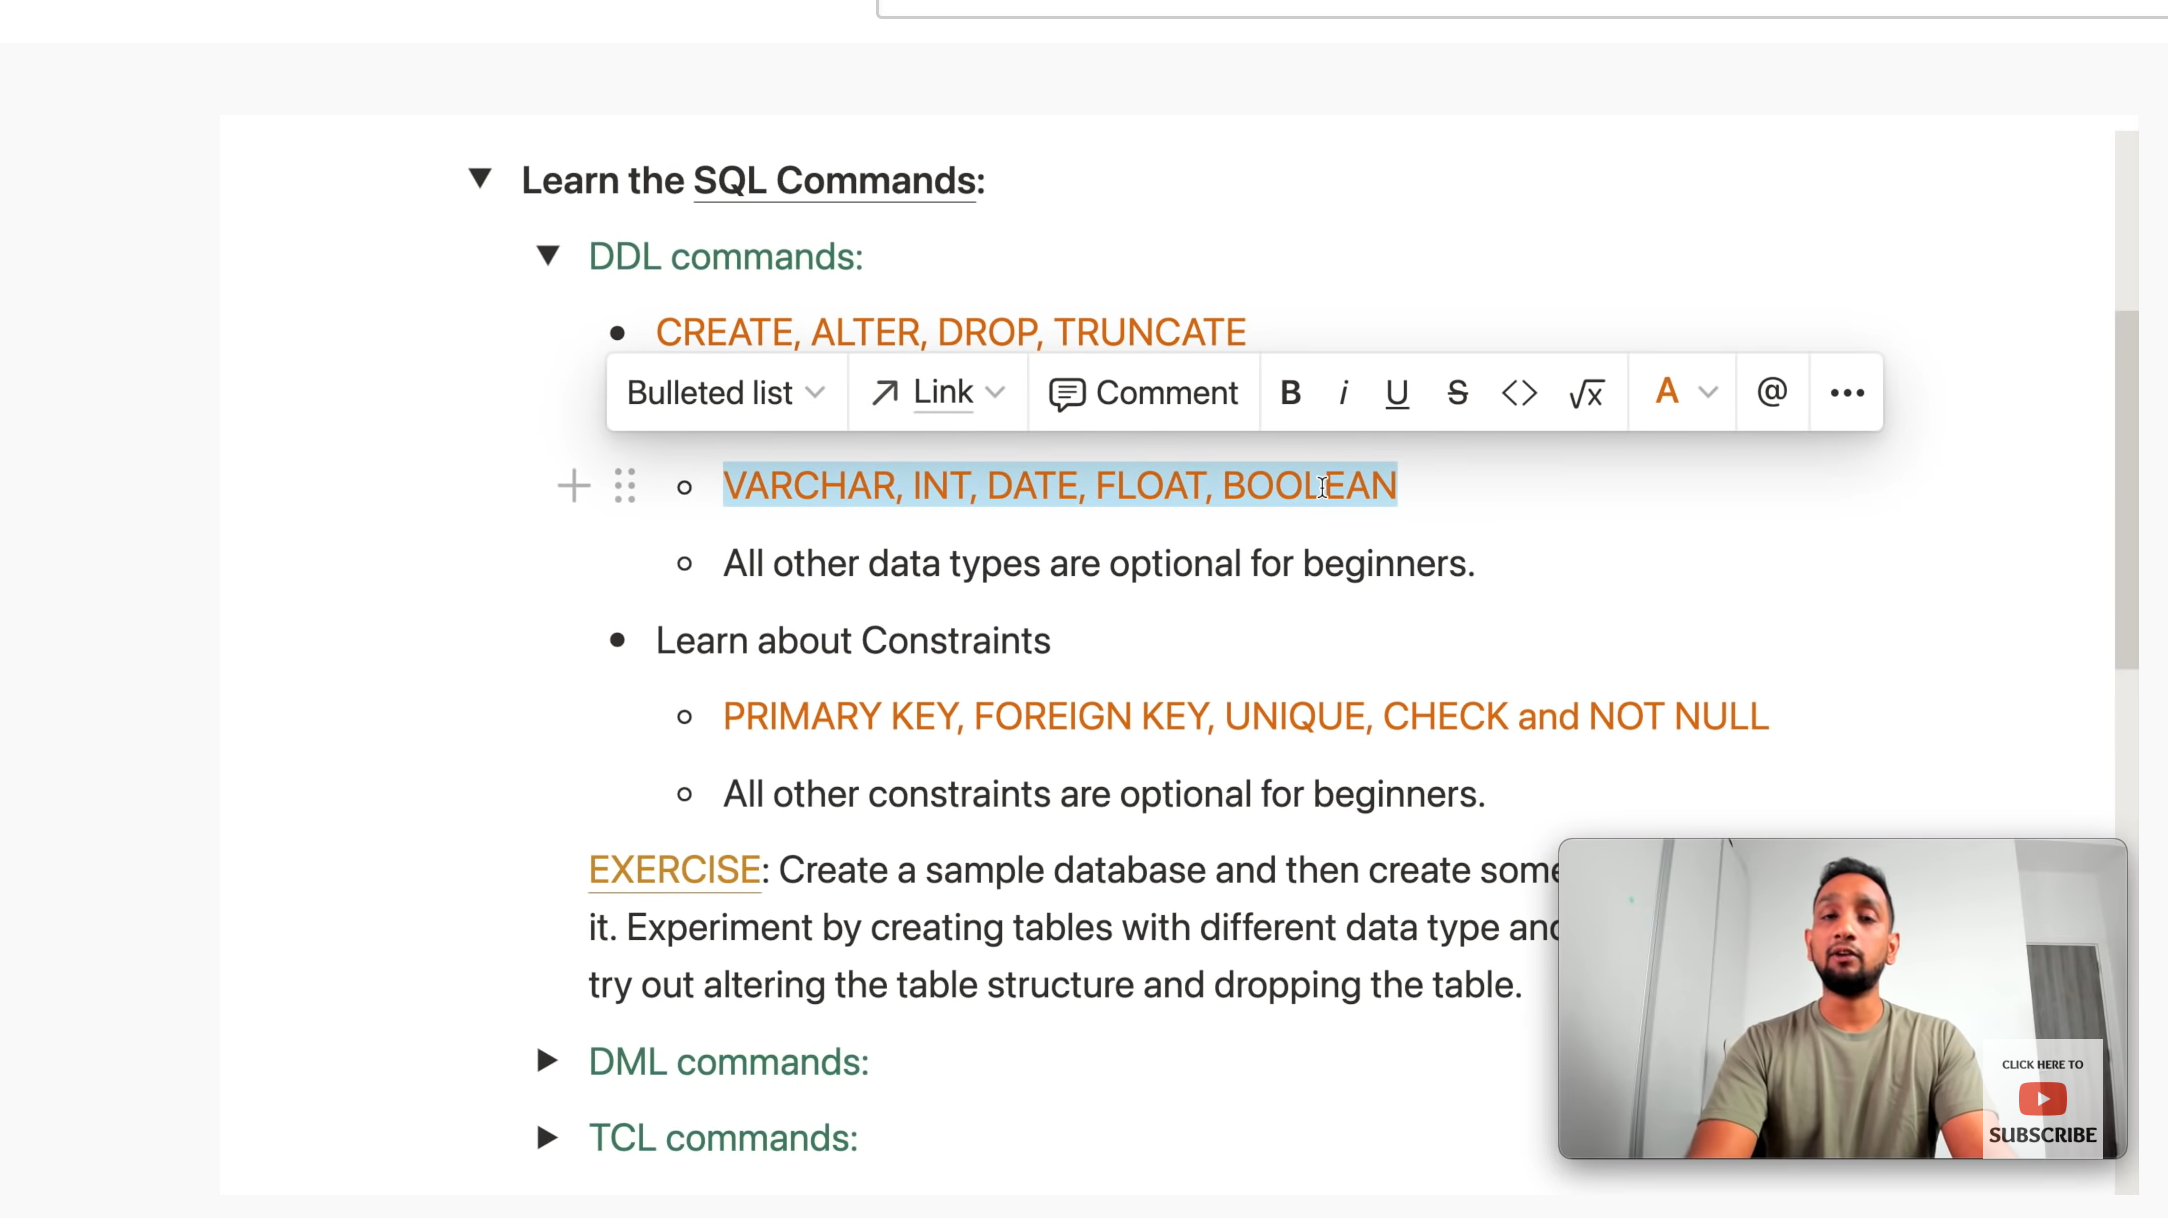 Learn the SQL Commands:
DDL commands:
CREATE, ALTER, DROP, TRUNCATE
Bulleted list Link Comment B i U S <> √x A @ •••
VARCHAR, INT, DATE, FLOAT, BOOLEAN
All other data types are optional for beginners.
Learn about Constraints
PRIMARY KEY, FOREIGN KEY, UNIQUE, CHECK and NOT NULL
All other constraints are optional for beginners.
EXERCISE: Create a sample database and then create some
it. Experiment by creating tables with different data type and
try out altering the table structure and dropping the table.
DML commands:
TCL commands:
CLICK HERE TO
SUBSCRIBE